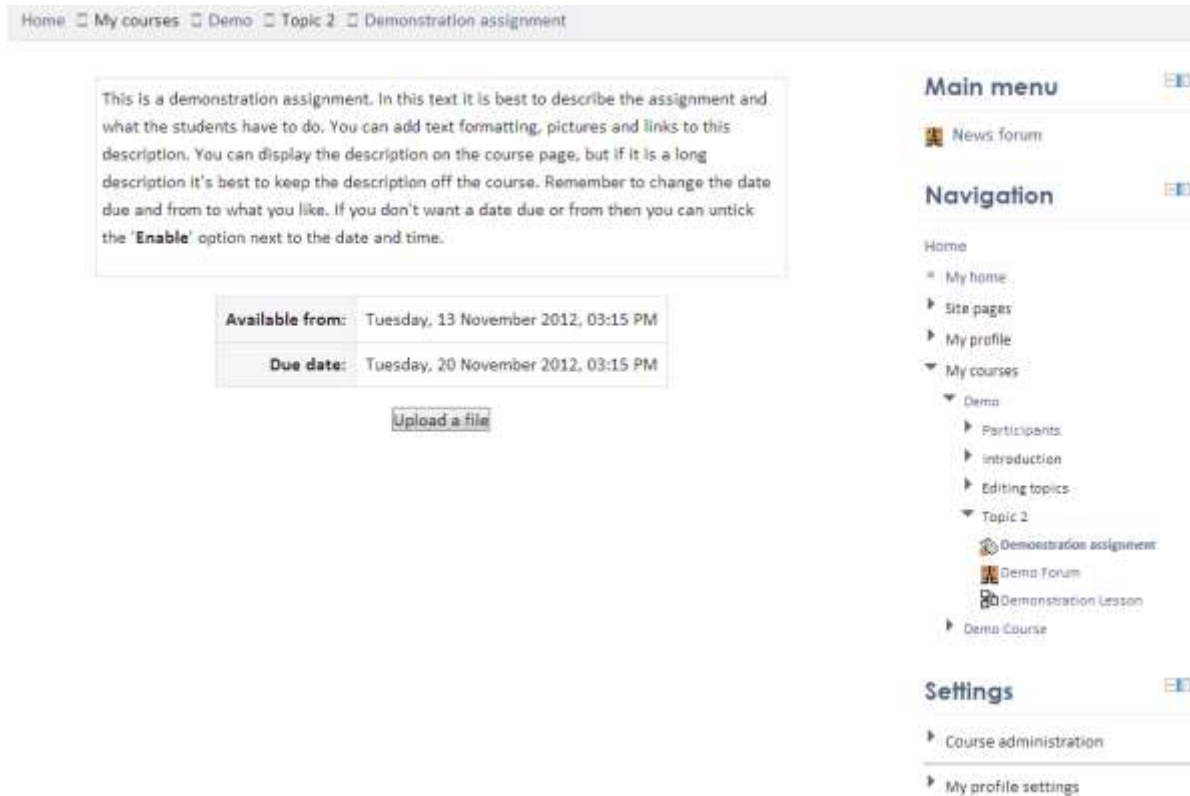 Home My courses Demo Topic 2 Demonstration assignment
This is a demonstration assignment. In this text it is best to describe the assignment and
what the students have to do. You can add text formatting, pictures and links to this
description. You can display the description on the course page, but if it is a long
description it's best to keep the description off the course. Remember to change the date
due and from to what you like. If you don't want a date due or from then you can untick
the 'Enable' option next to the date and time.
Available from: Tuesday, 13 November 2012, 03:15 PM
Due date: Tuesday, 20 November 2012, 03:15 PM
Upload a file
Main menu
News forum
Navigation
Home
My home
Site pages
My profile
My courses
Demo
Participants
Introduction
Editing topics
Topic 2
Demonstration assignment
Demo Forum
Demonstration Lesson
Demo Course
Settings
Course administration
My profile settings